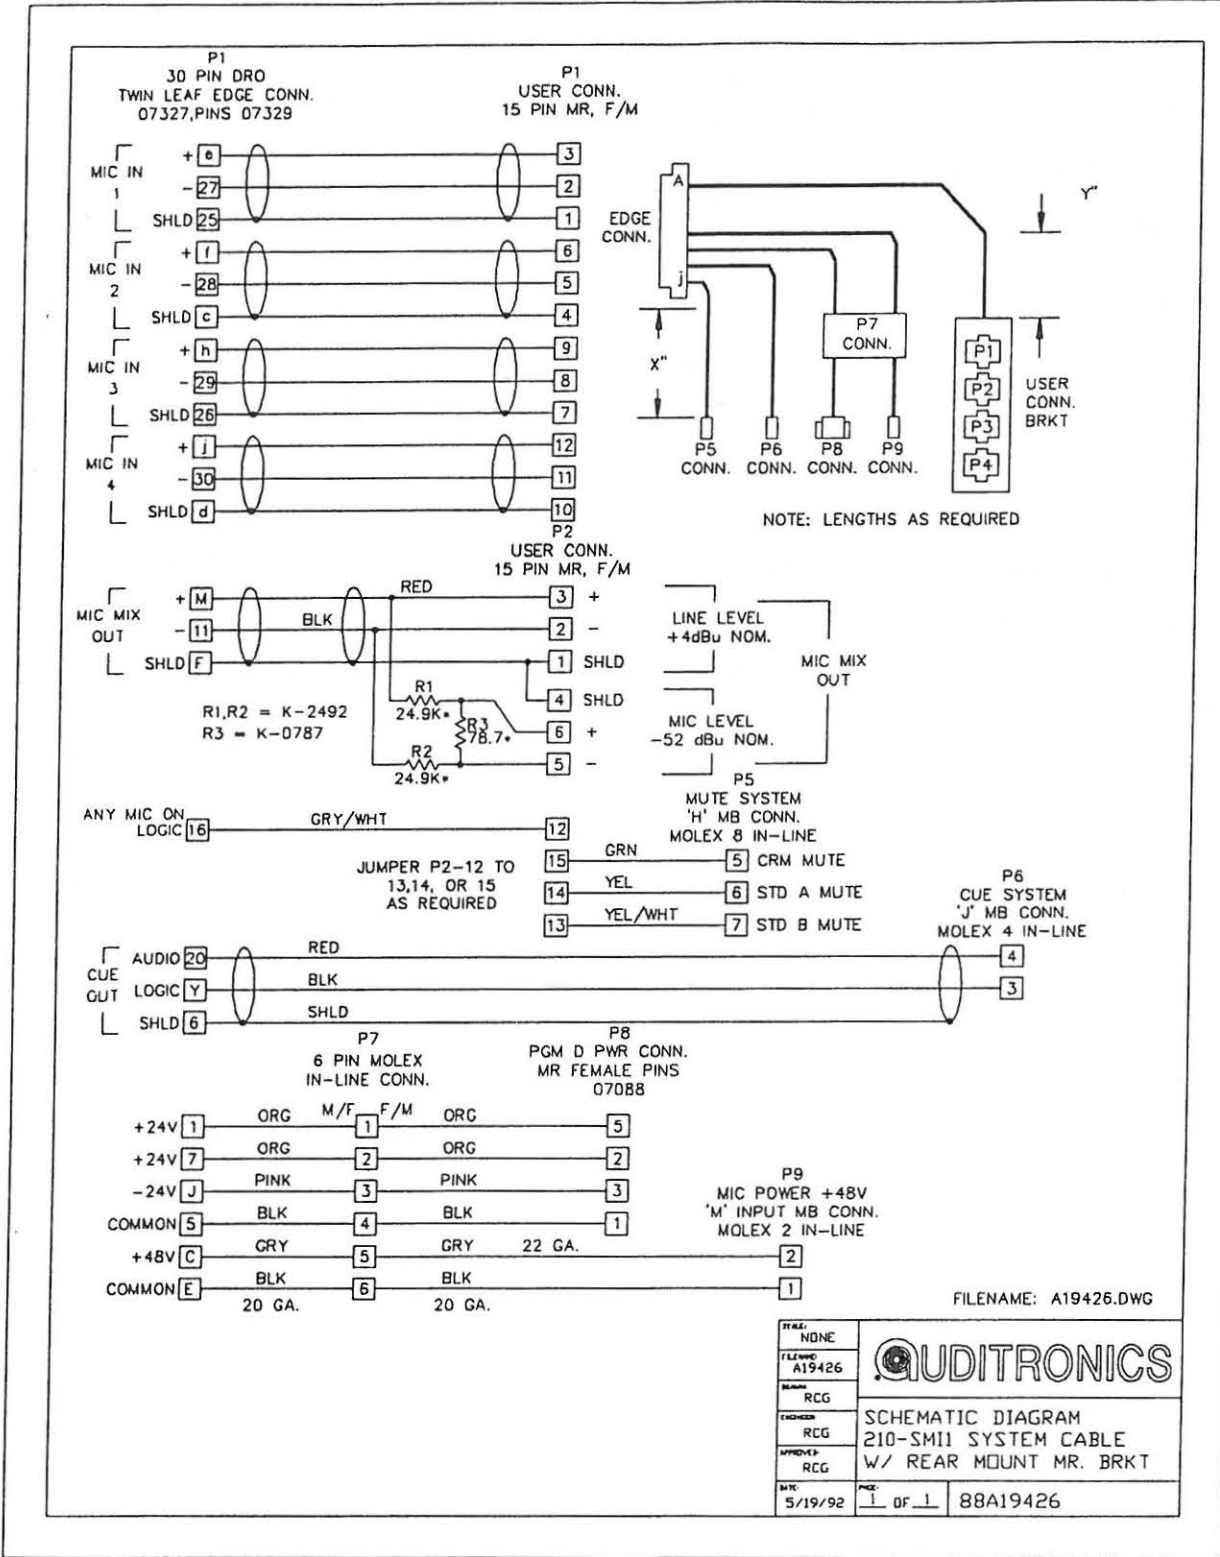 P1
30 PIN DRO
TWIN LEAF EDGE CONN.
07327,PINS 07329
P1
USER CONN.
15 PIN MR, F/M
MIC IN
1
+ e
3
- 27
2
SHLD 25
1
MIC IN
2
+ f
6
- 28
5
SHLD c
4
MIC IN
3
+ h
9
- 29
8
SHLD 26
7
MIC IN
4
+ j
12
- 30
11
SHLD d
10
EDGE
CONN.
A
j
Y"
X"
P7
CONN.
P5
CONN.
P6
CONN.
P8
CONN.
P9
CONN.
P1
P2
P3
P4
USER
CONN.
BRKT
NOTE: LENGTHS AS REQUIRED
P2
USER CONN.
15 PIN MR, F/M
MIC MIX
OUT
+ M
RED
3 +
- 11
BLK
2 -
SHLD F
1 SHLD
4 SHLD
6 +
5 -
R1
24.9K*
R3
78.7*
R2
24.9K*
R1,R2 = K-2492
R3 = K-0787
LINE LEVEL
+4dBu NOM.
MIC LEVEL
-52 dBu NOM.
MIC MIX
OUT
P5
MUTE SYSTEM
'H' MB CONN.
MOLEX 8 IN-LINE
ANY MIC ON
LOGIC 16
GRY/WHT
12
JUMPER P2-12 TO
13,14, OR 15
AS REQUIRED
15 GRN 5 CRM MUTE
14 YEL 6 STD A MUTE
13 YEL/WHT 7 STD B MUTE
P6
CUE SYSTEM
'J' MB CONN.
MOLEX 4 IN-LINE
CUE
OUT
AUDIO 20 RED 4
LOGIC Y BLK 3
SHLD 6 SHLD
P7
6 PIN MOLEX
IN-LINE CONN.
P8
PGM D PWR CONN.
MR FEMALE PINS
07088
M/F F/M
+24V 1 ORG 1 ORG 5
+24V 7 ORG 2 ORG 2
-24V J PINK 3 PINK 3
COMMON 5 BLK 4 BLK 1
P9
MIC POWER +48V
'M' INPUT MB CONN.
MOLEX 2 IN-LINE
+48V C GRY 5 GRY 22 GA. 2
COMMON E BLK 6 BLK 1
20 GA. 20 GA.
FILENAME: A19426.DWG
SCALE:
NONE
FILENAME
A19426
DRAWN
RCG
ENGINEER
RCG
APPROVED
RCG
DATE:
5/19/92
AUDITRONICS
SCHEMATIC DIAGRAM
210-SMI1 SYSTEM CABLE
W/ REAR MOUNT MR. BRKT
PAGE:
1 OF 1
88A19426